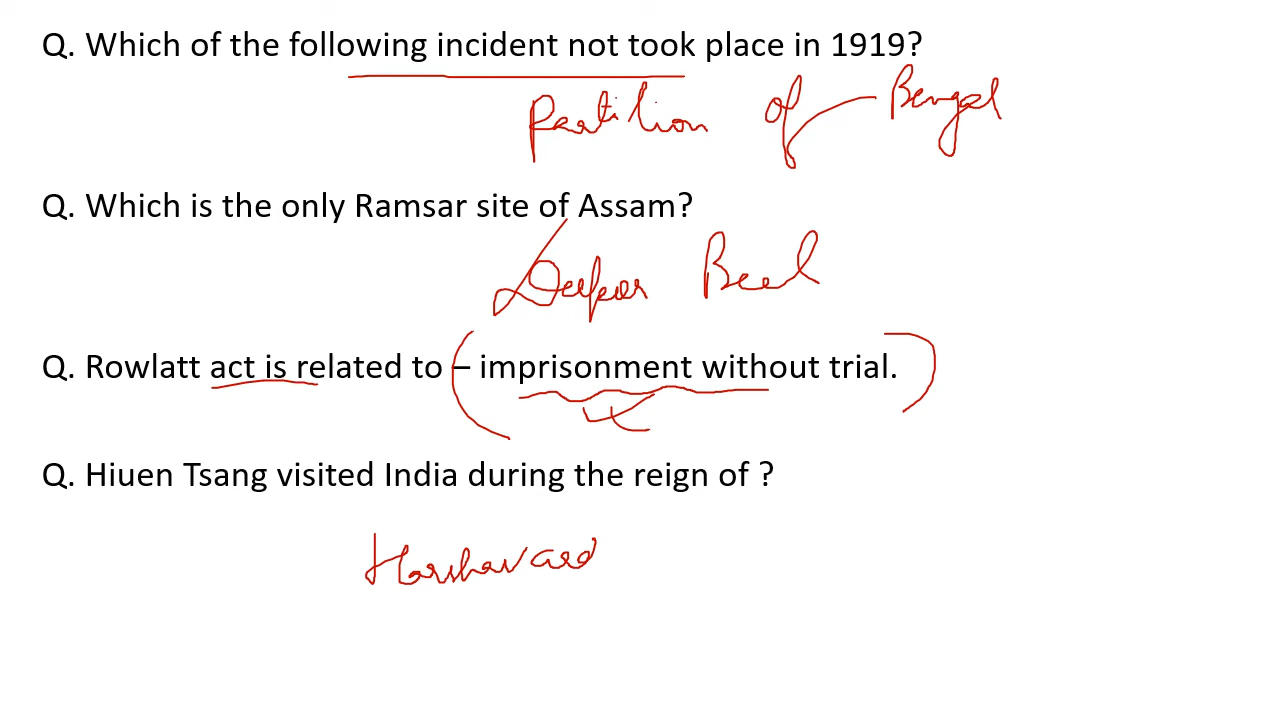 Q. Which of the following incident not took place in 1919?
Partition of Bengal
Q. Which is the only Ramsar site of Assam?
Deepor Beel
Q. Rowlatt act is related to – imprisonment without trial.
Q. Hiuen Tsang visited India during the reign of ?
Harshavard